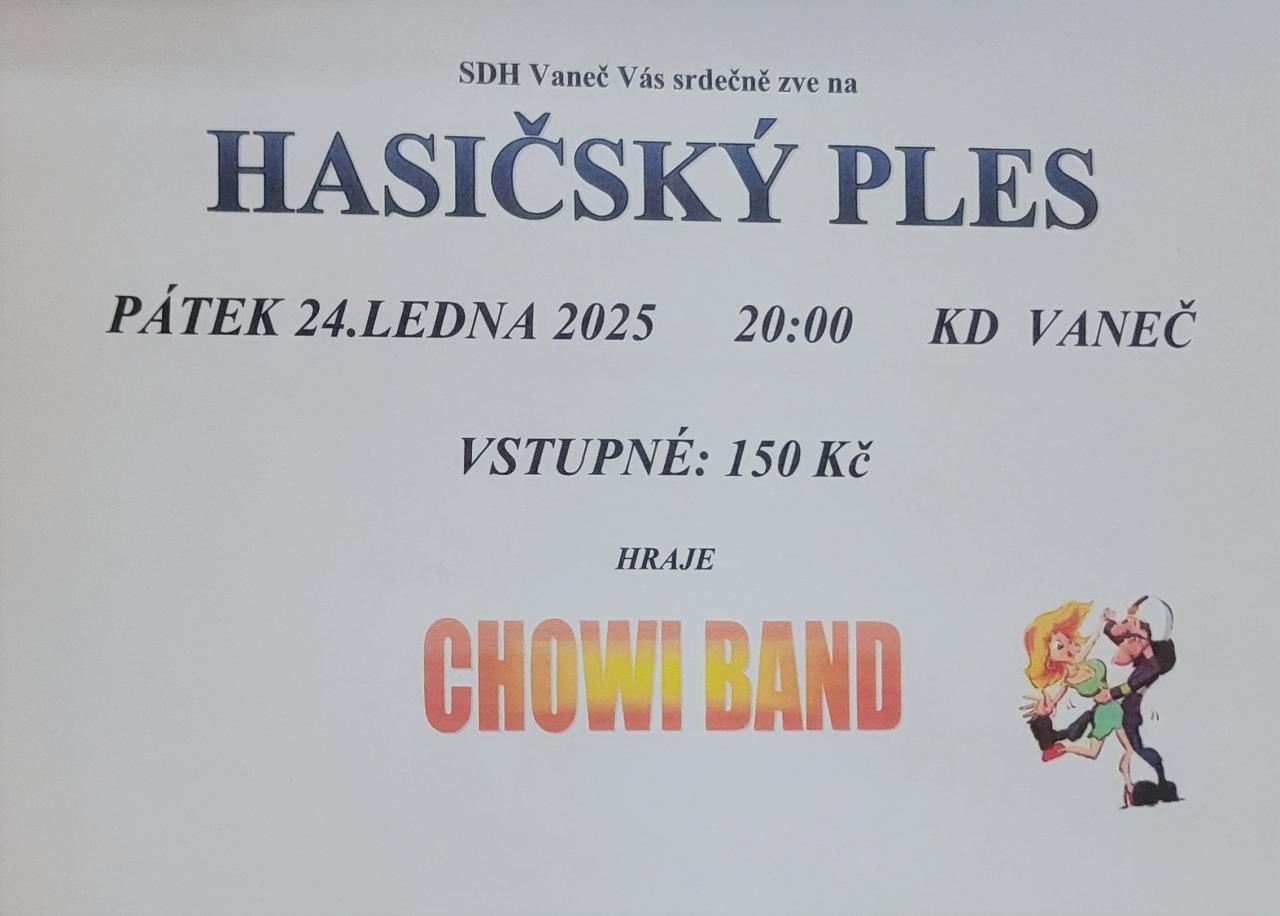 SDH Vaneč Vás srdečně zve na
HASIČSKÝ PLES
PÁTEK 24.LEDNA 2025 20:00 KD VANEČ
VSTUPNÉ: 150 Kč
HRAJE
CHOWI BAND